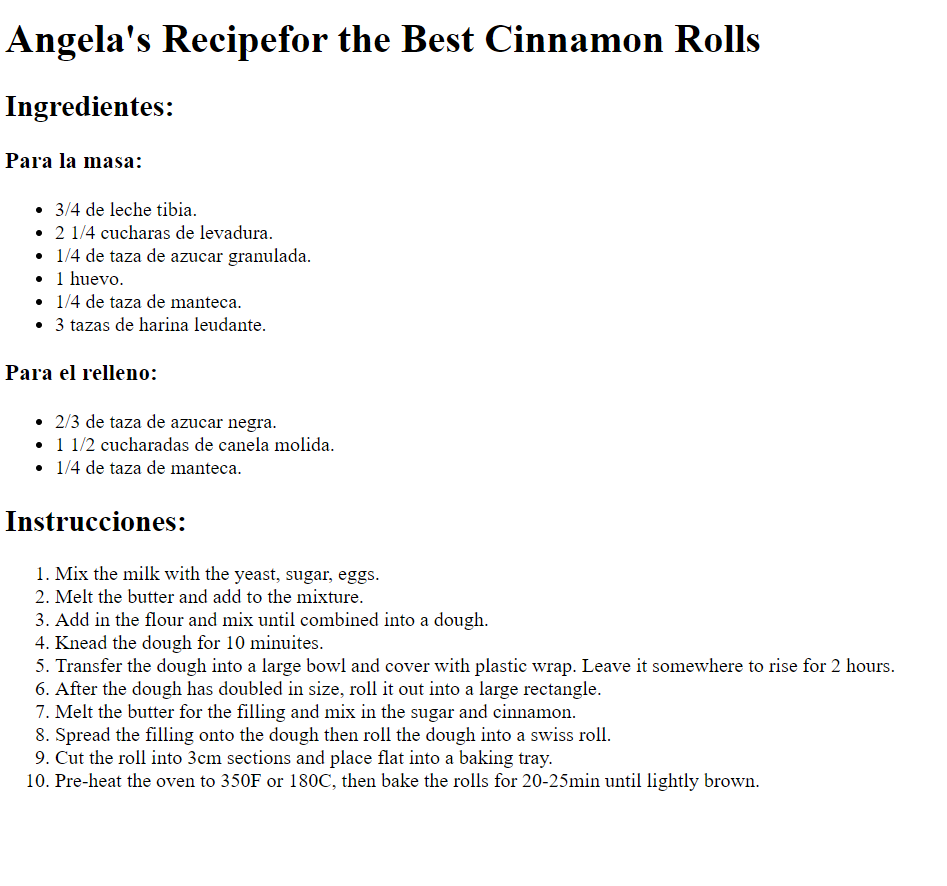 Angela's Recipefor the Best Cinnamon Rolls
Ingredientes:
Para la masa:
• 3/4 de leche tibia.
• 2 1/4 cucharas de levadura.
• 1/4 de taza de azucar granulada.
• 1 huevo.
• 1/4 de taza de manteca.
• 3 tazas de harina leudante.
Para el relleno:
• 2/3 de taza de azucar negra.
• 1 1/2 cucharadas de canela molida.
• 1/4 de taza de manteca.
Instrucciones:
1. Mix the milk with the yeast, sugar, eggs.
2. Melt the butter and add to the mixture.
3. Add in the flour and mix until combined into a dough.
4. Knead the dough for 10 minuites.
5. Transfer the dough into a large bowl and cover with plastic wrap. Leave it somewhere to rise for 2 hours.
6. After the dough has doubled in size, roll it out into a large rectangle.
7. Melt the butter for the filling and mix in the sugar and cinnamon.
8. Spread the filling onto the dough then roll the dough into a swiss roll.
9. Cut the roll into 3cm sections and place flat into a baking tray.
10. Pre-heat the oven to 350F or 180C, then bake the rolls for 20-25min until lightly brown.